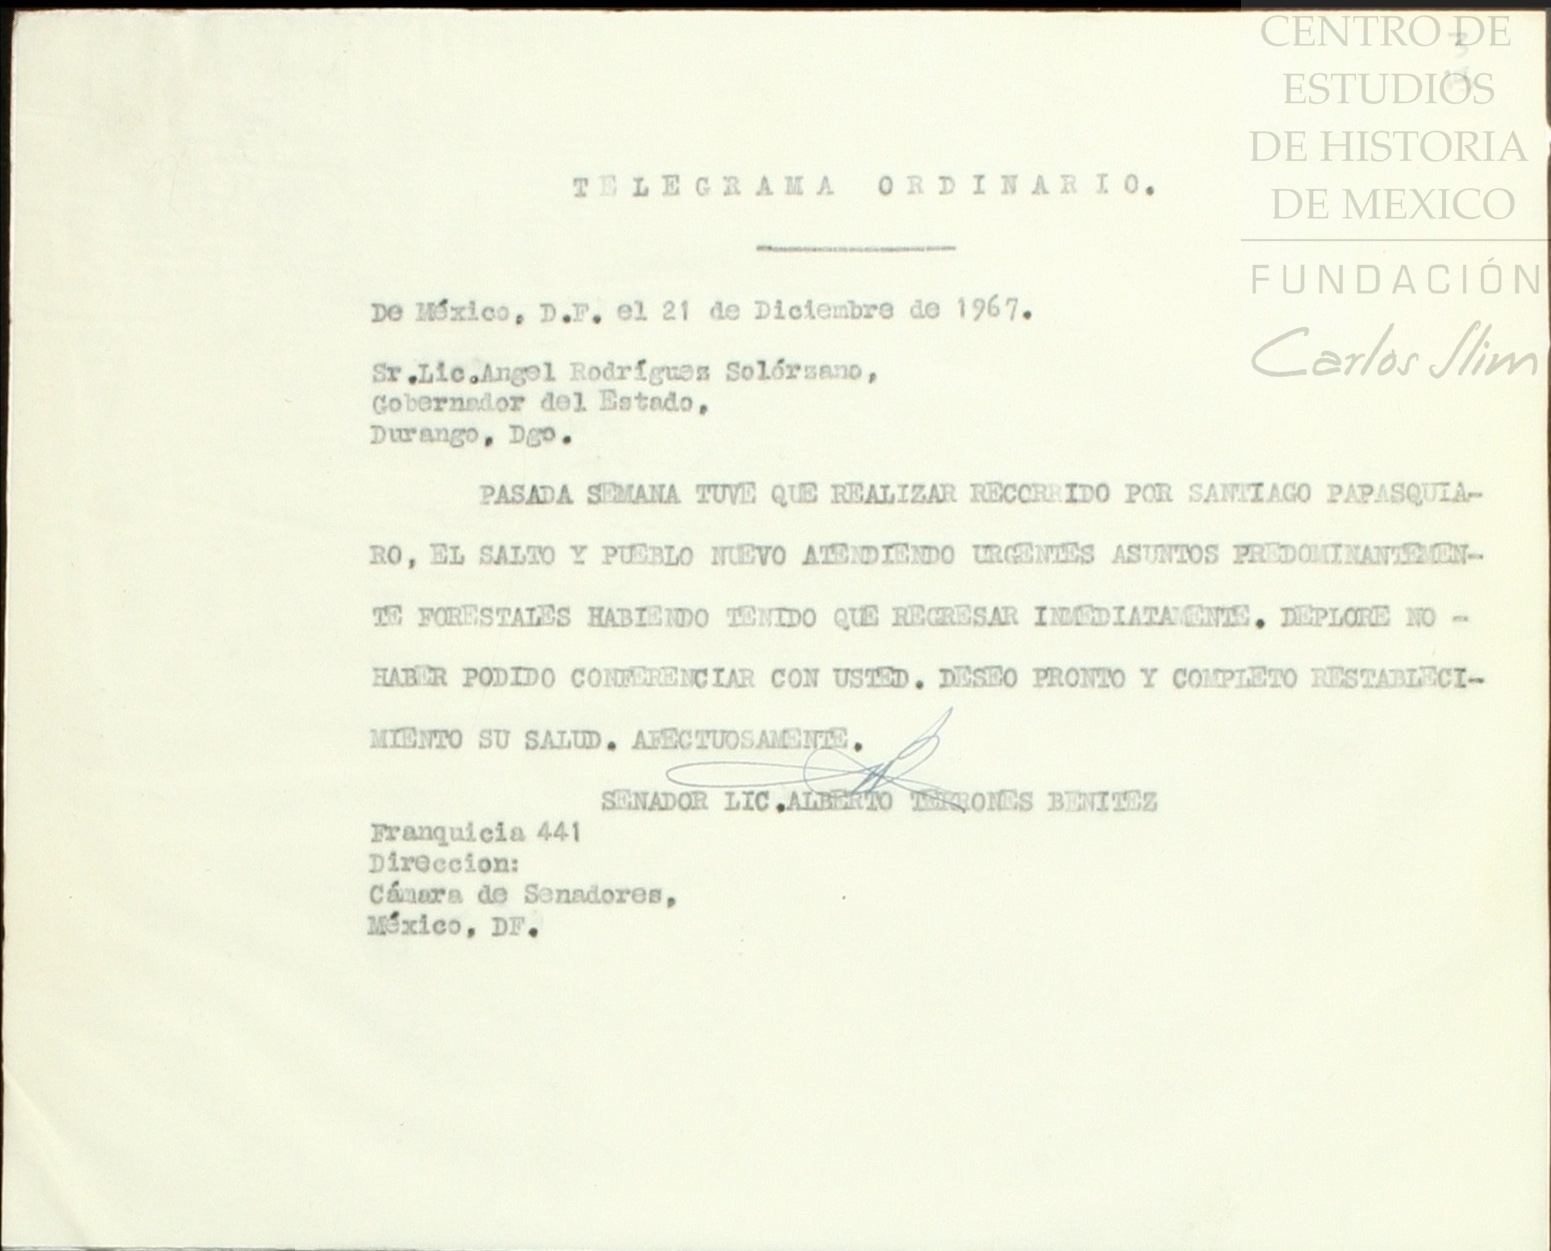 CENTRO DE
ESTUDIOS
DE HISTORIA
DE MEXICO
FUNDACIÓN
Carlos Slim
TELEGRAMA ORDINARIO.
De México, D.F. el 21 de Diciembre de 1967.
Sr.Lic.Angel Rodríguez Solórzano,
Gobernador del Estado,
Durango, Dgo.
PASADA SEMANA TUVE QUE REALIZAR RECORRIDO POR SANTIAGO PAPASQUIA-
RO, EL SALTO Y PUEBLO NUEVO ATENDIENDO URGENTES ASUNTOS PREDOMINANTEMEN-
TE FORESTALES HABIENDO TENIDO QUE REGRESAR INMEDIATAMENTE. DEPLORE NO -
HABER PODIDO CONFERENCIAR CON USTED. DESEO PRONTO Y COMPLETO RESTABLECI-
MIENTO SU SALUD. AFECTUOSAMENTE.
SENADOR LIC.ALBERTO TERRONES BENITEZ
Franquicia 441
Direccion:
Cámara de Senadores,
México, DF.